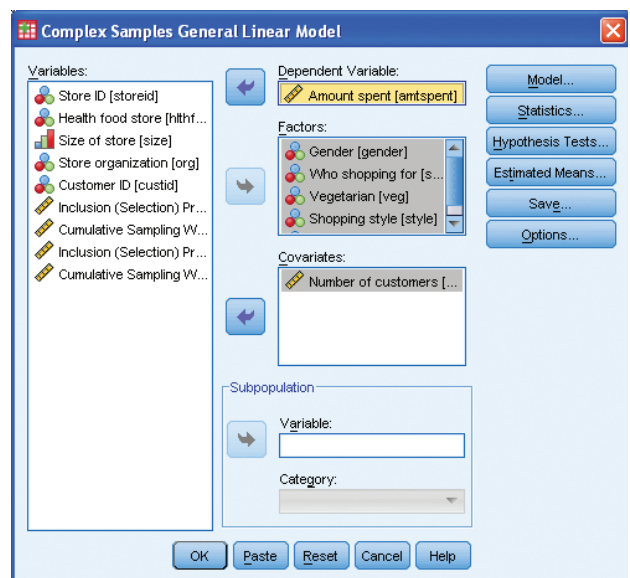 Complex Samples General Linear Model
Variables:
Store ID [storeid]
Health food store [hlthf...
Size of store [size]
Store organization [org]
Customer ID [custid]
Inclusion (Selection) Pr...
Cumulative Sampling W...
Inclusion (Selection) Pr...
Cumulative Sampling W...
Dependent Variable:
Amount spent [amtspent]
Factors:
Gender [gender]
Who shopping for [s...
Vegetarian [veg]
Shopping style [style]
Covariates:
Number of customers [...
Subpopulation
Variable:
Category:
Model...
Statistics...
Hypothesis Tests...
Estimated Means...
Save...
Options...
OK Paste Reset Cancel Help